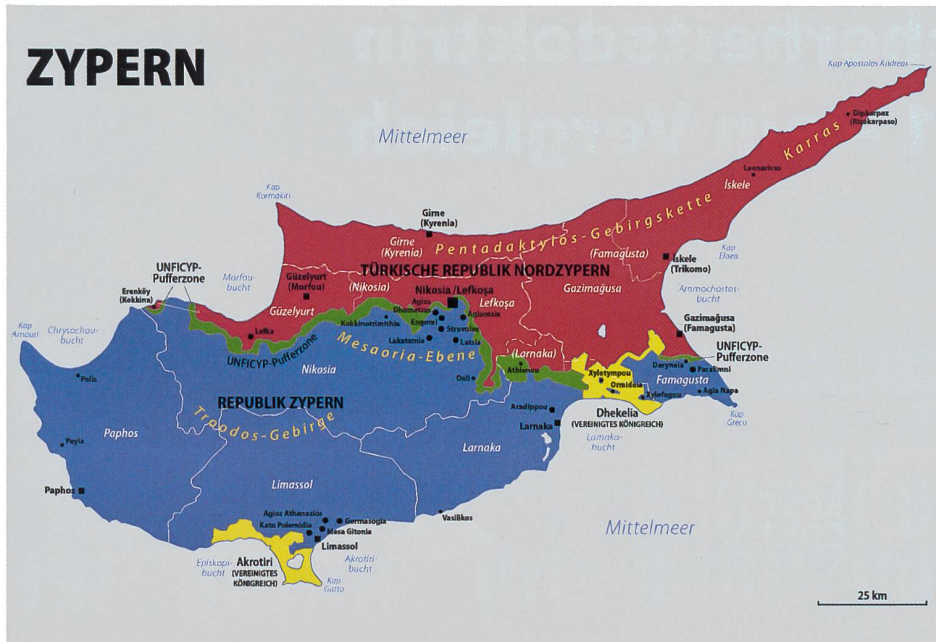 ZYPERN
Mittelmeer
Kap Apostolos Andreas
Dipkarpaz
(Rizokarpaso)
Karras
Leonarisso
İskele
Kap
Kormakiti
Girne
(Kyrenia)
Girne
(Kyrenia)
Pentadaktylos-Gebirgskette
(Famagusta)
Kap
Elaea
İskele
(Trikomo)
UNFICYP-
Pufferzone
Morfou-
bucht
Güzelyurt
(Morfou)
TÜRKISCHE REPUBLIK NORDZYPERN
(Nikosia)
Nikosia/Lefkoşa
Lefkoşa
Gazimağusa
Ammochostos-
bucht
Erenköy
(Kokkina)
Güzelyurt
Agios
Dhometios
Aglantsia
Engomi
Kokkinotrimithia
Strovolos
Gazimağusa
(Famagusta)
Kap
Arnauti
Chrysochau-
bucht
Lefka
Lakatamia
Latsia
UNFICYP-Pufferzone
Mesaoria-Ebene
(Larnaka)
UNFICYP-
Pufferzone
Nikosia
Athienou
Deryneia
Paralimni
Polis
Dali
Xylotympou
Ormideia
Famagusta
Xylofagou
Agia Napa
REPUBLIK ZYPERN
Aradippou
Dhekelia
(VEREINIGTES KÖNIGREICH)
Kap
Greco
Paphos
Troodos-Gebirge
Larnaka
Larnaka-
bucht
Peyia
Larnaka
Limassol
Paphos
Agios Athanasios
Germasogia
Vasilikos
Kato Polemidia
Mesa Gitonia
Mittelmeer
Limassol
Episkopi-
bucht
Akrotiri
(VEREINIGTES
KÖNIGREICH)
Akrotiri-
bucht
Kap
Gatto
25 km